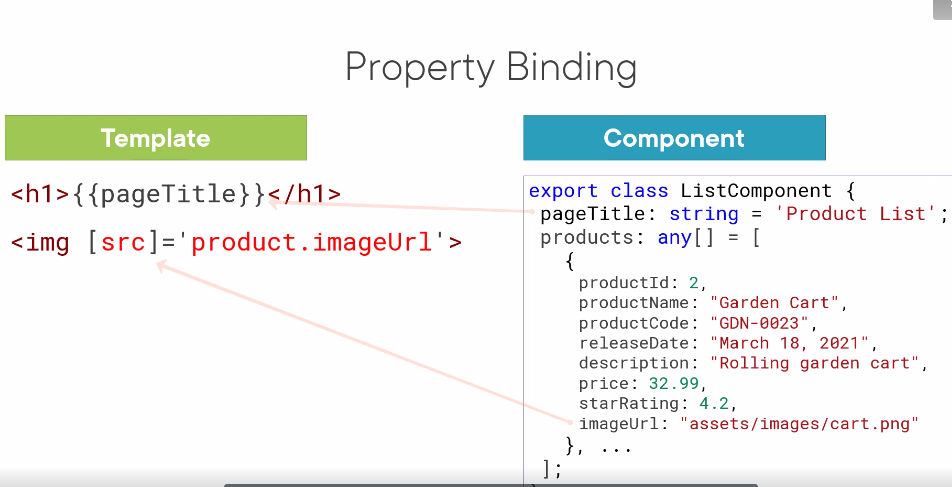 Property Binding
Template
<h1>{{pageTitle}}</h1>
<img [src]='product.imageUrl'>
Component
export class ListComponent {
pageTitle: string = 'Product List';
products: any[] = [
{
productId: 2,
productName: "Garden Cart",
productCode: "GDN-0023",
releaseDate: "March 18, 2021",
description: "Rolling garden cart",
price: 32.99,
starRating: 4.2,
imageUrl: "assets/images/cart.png"
}, ...
];